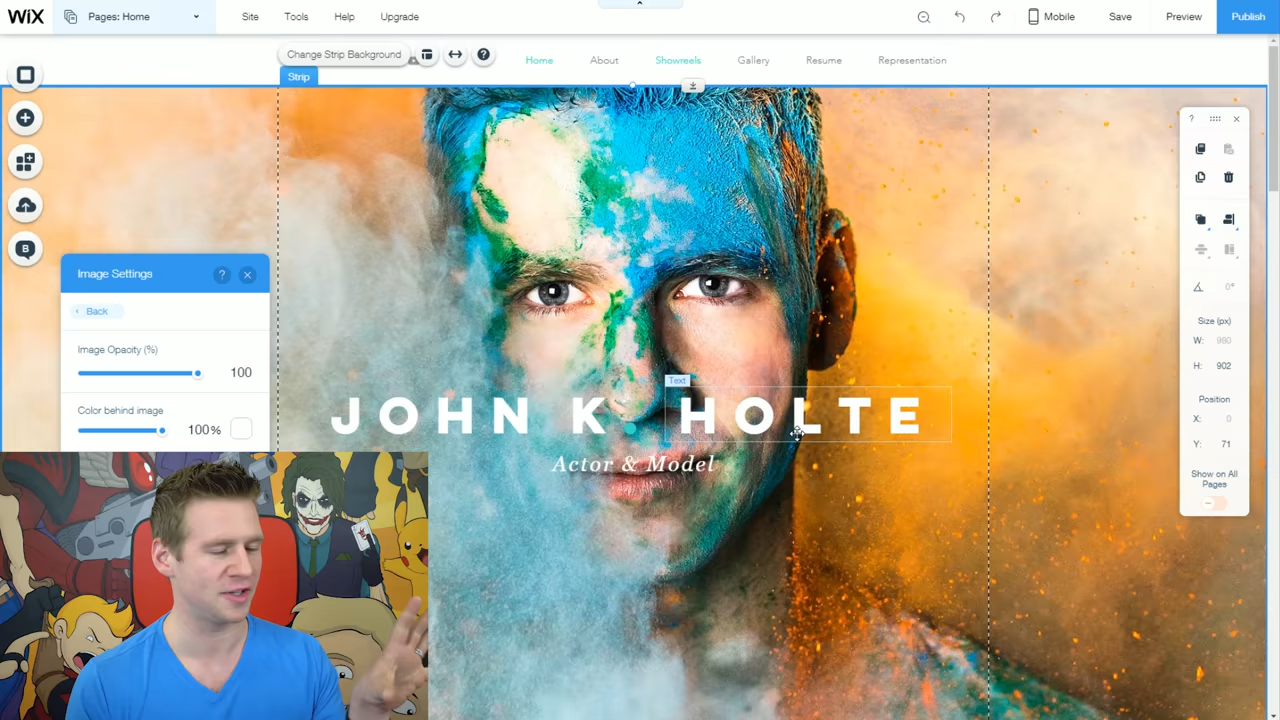 WiX
Pages: Home
Site
Tools
Help
Upgrade
Mobile
Save
Preview
Publish
Change Strip Background
?
Home
About
Showreels
Gallery
Resume
Representation
Strip
B
Image Settings
?
Back
Image Opacity (%)
100
Color behind image
100%
Text
JOHN K. HOLTE
Actor & Model
?
0°
Size (px)
W: 980
H: 902
Position
X: 0
Y: 71
Show on All
Pages